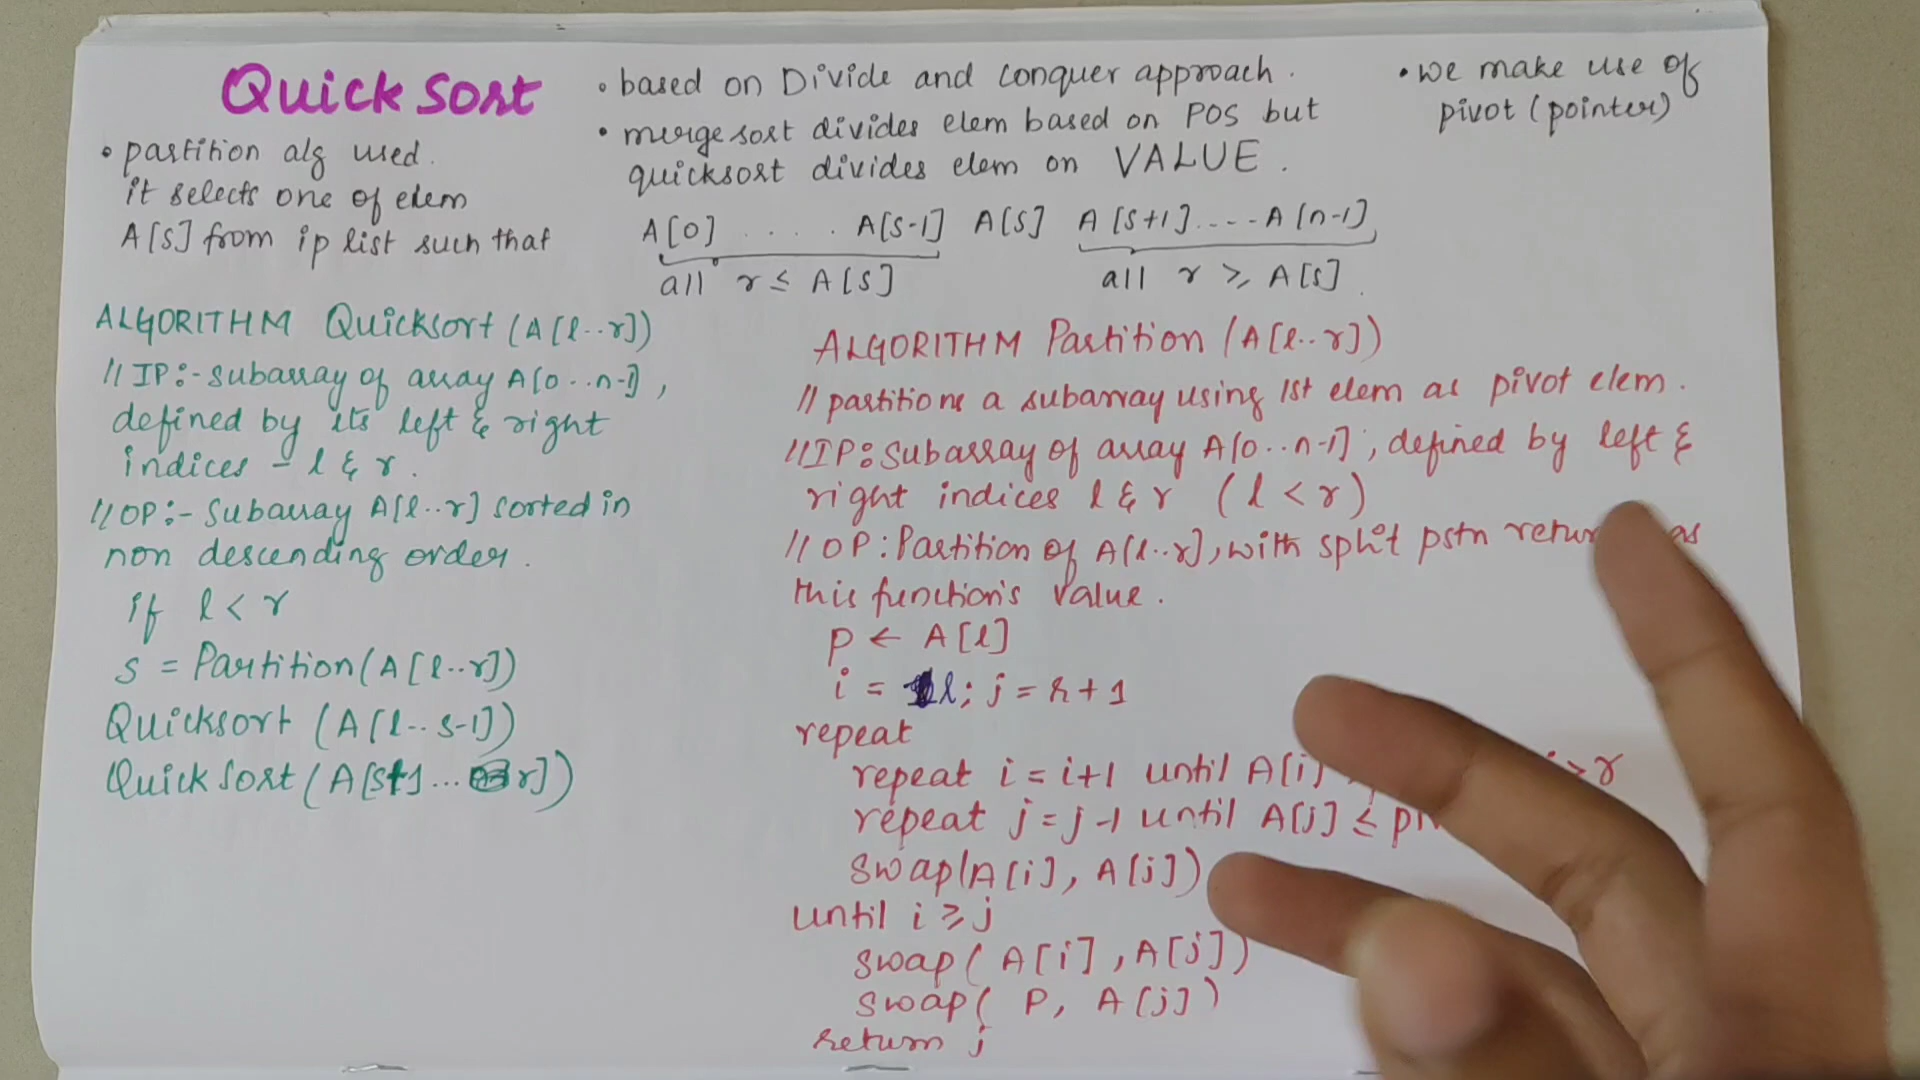 Quick sort
• partition alg used.
it selects one of elem
A[S] from ip list such that
• based on Divide and conquer approach.
• merge sort divides elem based on POS but
quicksort divides elem on VALUE.
• we make use of
pivot (pointer)
A[0] . . . . A[S-1] A[S] A[S+1]....A[n-1]
all r ≤ A[S] all r ≥ A[S]
ALGORITHM Quicksort (A[l..r])
// IP:- subarray of array A[0..n-1],
defined by its left & right
indices - l & r.
// OP:- Subarray A[l..r] sorted in
non descending order.
if l < r
s = Partition(A[l..r])
Quicksort (A[l..s-1])
Quick Sort (A[S+1...r])
ALGORITHM Partition (A[l..r])
// partitions a subarray using 1st elem as pivot elem.
// IP: Subarray of array A[0..n-1], defined by left &
right indices l & r (l < r)
// OP: Partition of A[l..r], with split pstn as
this function's value.
P ← A[l]
i = l; j = r+1
repeat
repeat i = i+1 until A[i] i > r
repeat j = j-1 until A[j] ≤
swap(A[i], A[j])
until i ≥ j
swap( A[i], A[j])
swap( P, A[j])
return j